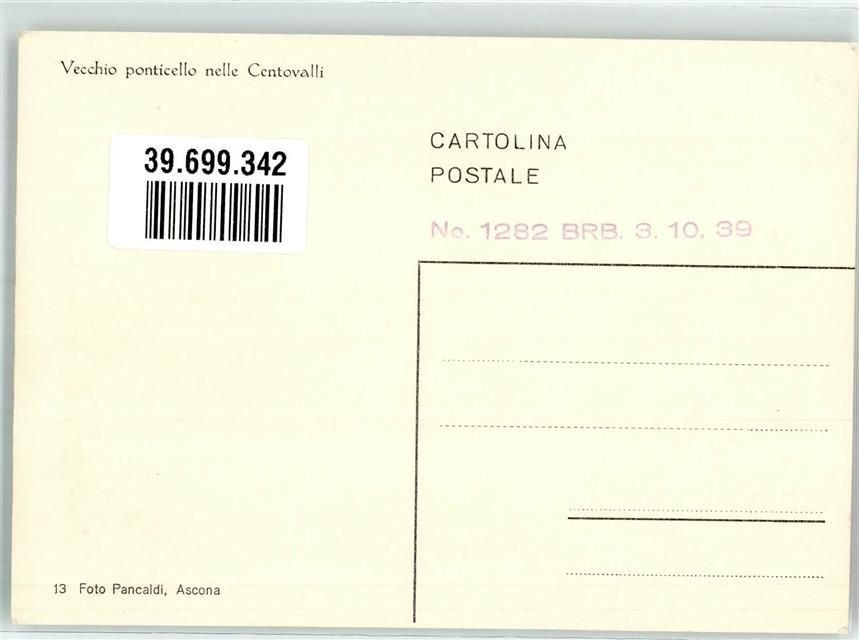 Vecchio ponticello nelle Centovalli
39.699.342
CARTOLINA
POSTALE
No. 1282 BRB. 3. 10. 39
13 Foto Pancaldi, Ascona